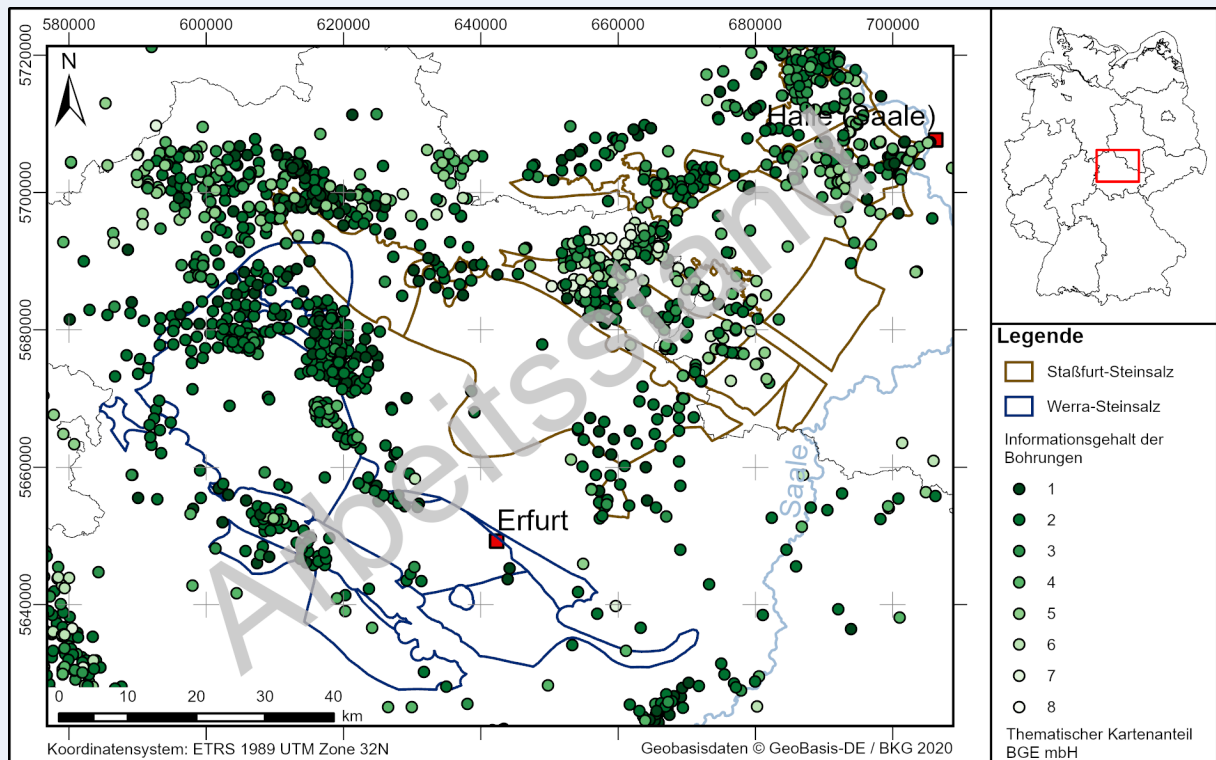 580000 600000 620000 640000 660000 680000 700000
5720000
5700000
5680000
5660000
5640000
N
Halle (Saale)
Erfurt
Saale
Arbeitsstand
0 10 20 30 40
km
Koordinatensystem: ETRS 1989 UTM Zone 32N
Geobasisdaten © GeoBasis-DE / BKG 2020
Legende
Staßfurt-Steinsalz
Werra-Steinsalz
Informationsgehalt der
Bohrungen
1
2
3
4
5
6
7
8
Thematischer Kartenanteil
BGE mbH